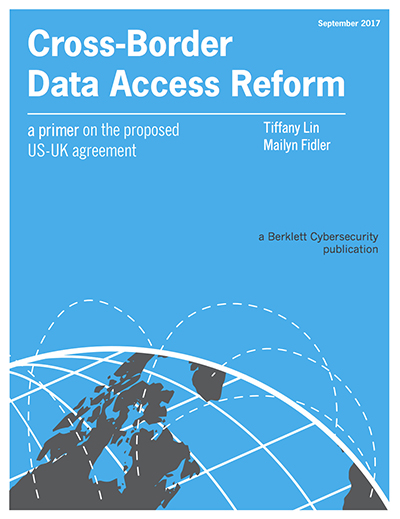 September 2017
Cross-Border
Data Access Reform
a primer on the proposed
US-UK agreement
Tiffany Lin
Mailyn Fidler
a Berklett Cybersecurity
publication